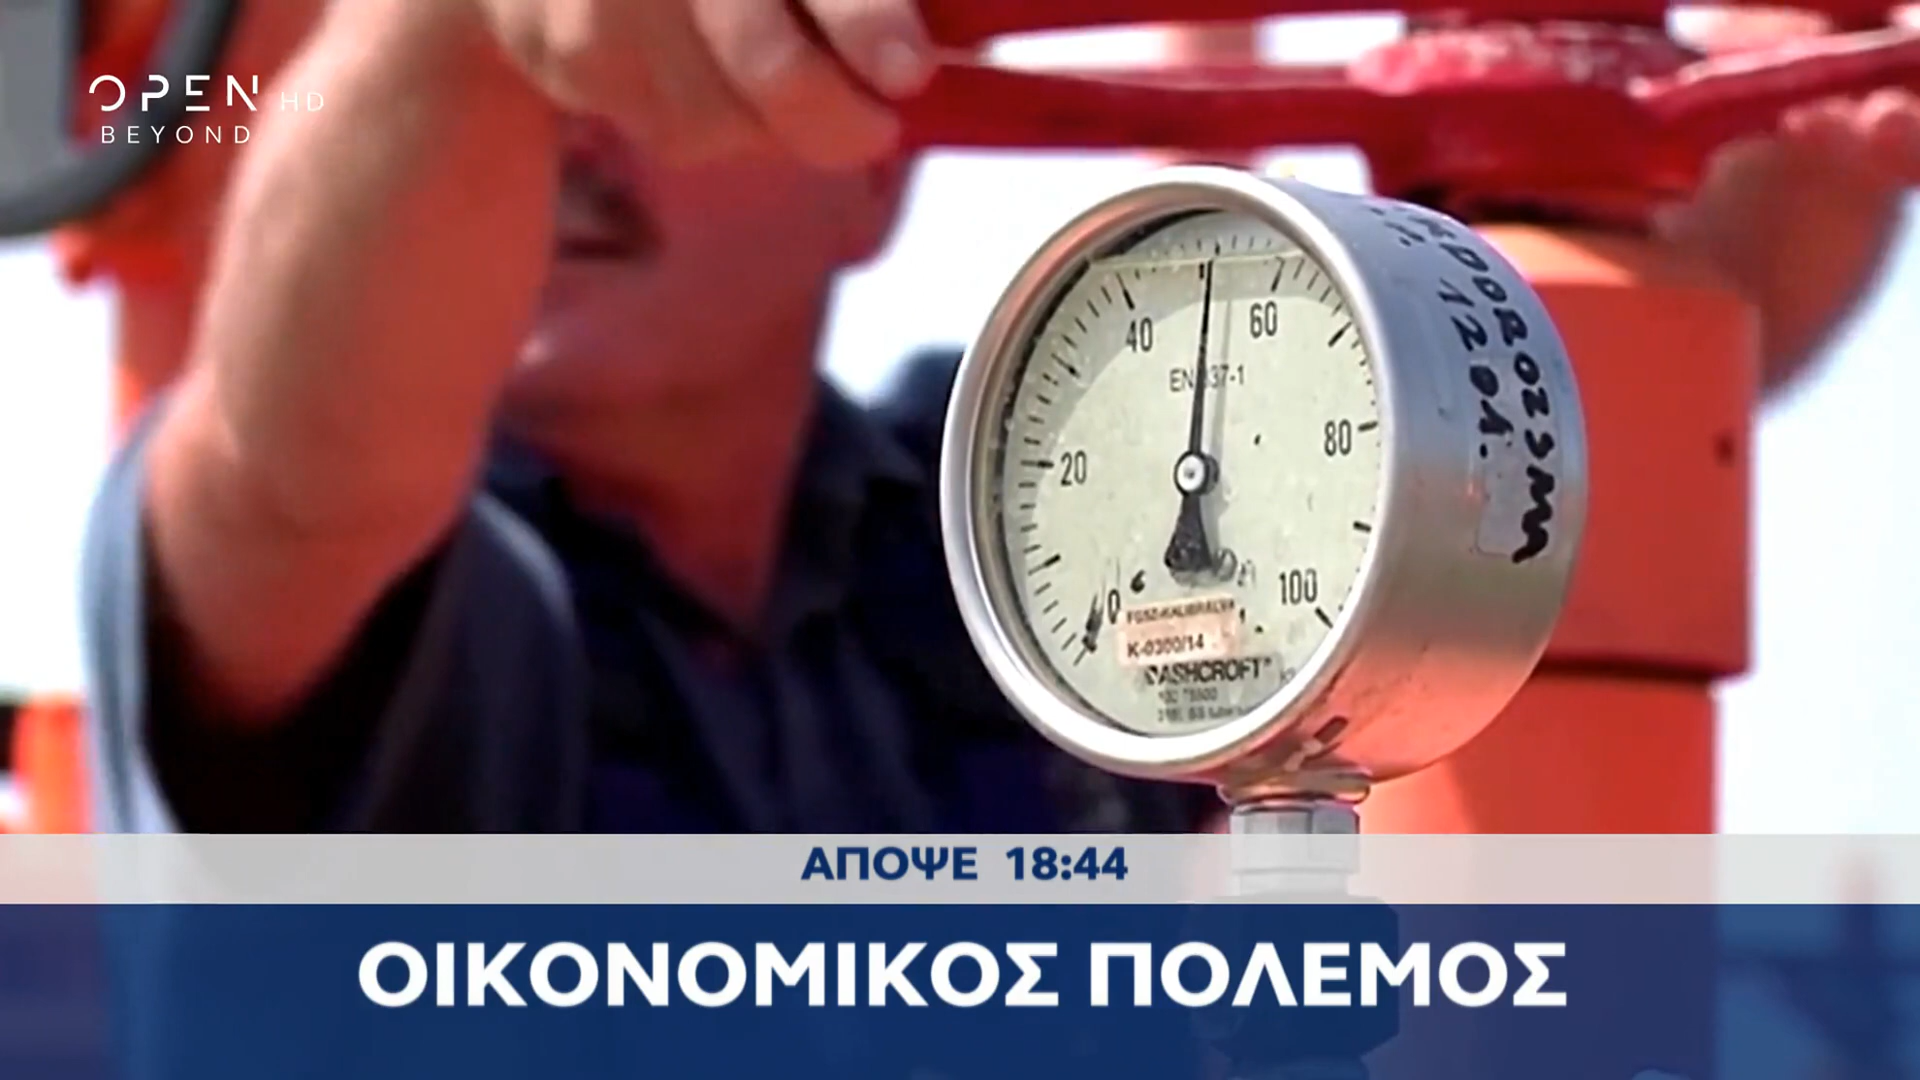 OPEN HD
BEYOND
40
60
EN 837-1
20
80
0
100
K-0300/14
ASHCROFT
1201.
ΑΠΟΨΕ 18:44
ΟΙΚΟΝΟΜΙΚΟΣ ΠΟΛΕΜΟΣ